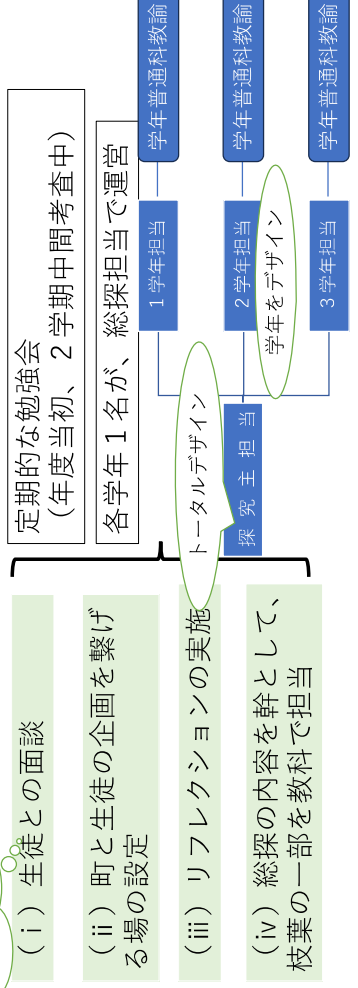 (ⅰ)生徒との面談
(ⅱ)町と生徒の企画を繋げ
る場の設定
(ⅲ)リフレクションの実施
(ⅳ)総探の内容を幹として、
枝葉の一部を教科で担当
定期的な勉強会
(年度当初、2学期中間考査中)
各学年1名が、総探担当で運営
トータルデザイン
探究主担当
学年をデザイン
1学年担当
2学年担当
3学年担当
学年普通科教諭
学年普通科教諭
学年普通科教諭